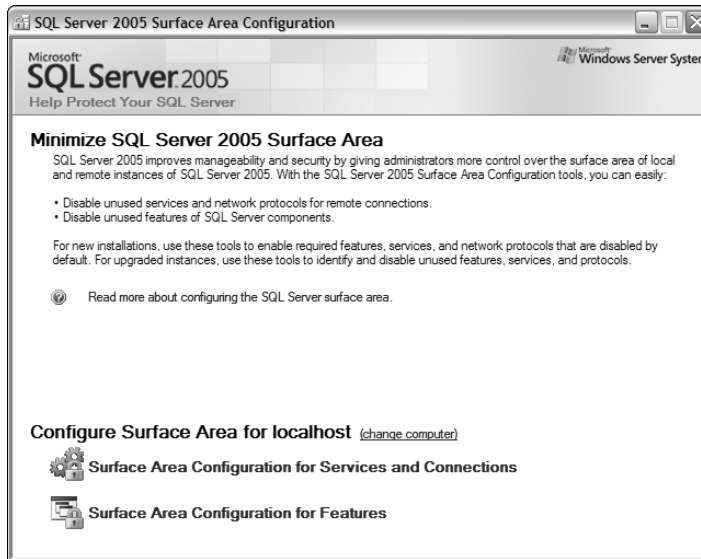 SQL Server 2005 Surface Area Configuration
Microsoft
SQL Server 2005
Help Protect Your SQL Server
Microsoft
Windows Server System
Minimize SQL Server 2005 Surface Area
SQL Server 2005 improves manageability and security by giving administrators more control over the surface area of local
and remote instances of SQL Server 2005. With the SQL Server 2005 Surface Area Configuration tools, you can easily:
• Disable unused services and network protocols for remote connections.
• Disable unused features of SQL Server components.
For new installations, use these tools to enable required features, services, and network protocols that are disabled by
default. For upgraded instances, use these tools to identify and disable unused features, services, and protocols.
Read more about configuring the SQL Server surface area.
Configure Surface Area for localhost (change computer)
Surface Area Configuration for Services and Connections
Surface Area Configuration for Features